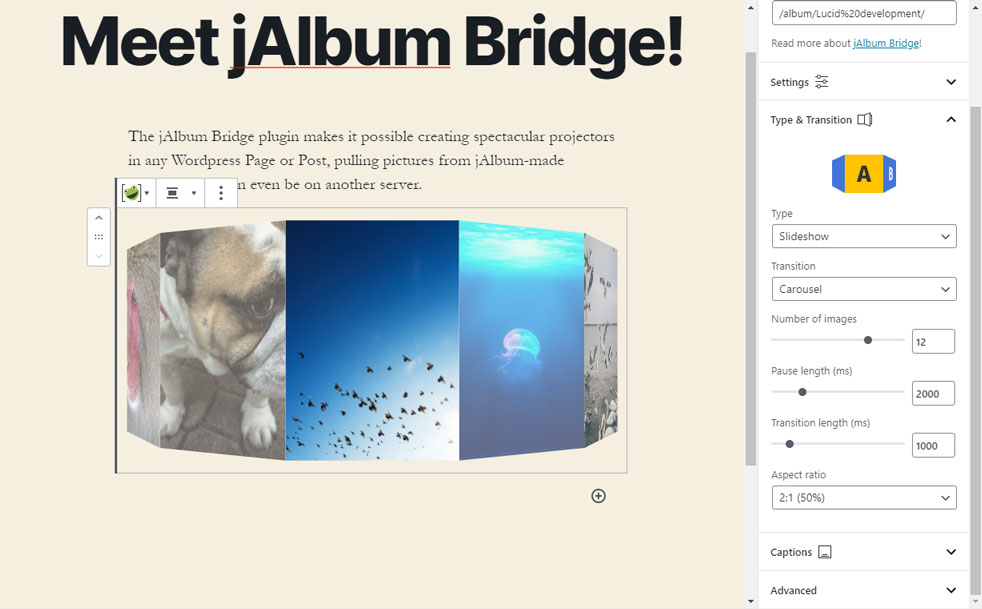 Meet jAlbum Bridge!
The jAlbum Bridge plugin makes it possible creating spectacular projectors
in any Wordpress Page or Post, pulling pictures from jAlbum-made
n even be on another server.
/album/Lucid%20development/
Read more about jAlbum Bridge!
Settings
Type & Transition
A B
Type
Slideshow
Transition
Carousel
Number of images
12
Pause length (ms)
2000
Transition length (ms)
1000
Aspect ratio
2:1 (50%)
Captions
Advanced